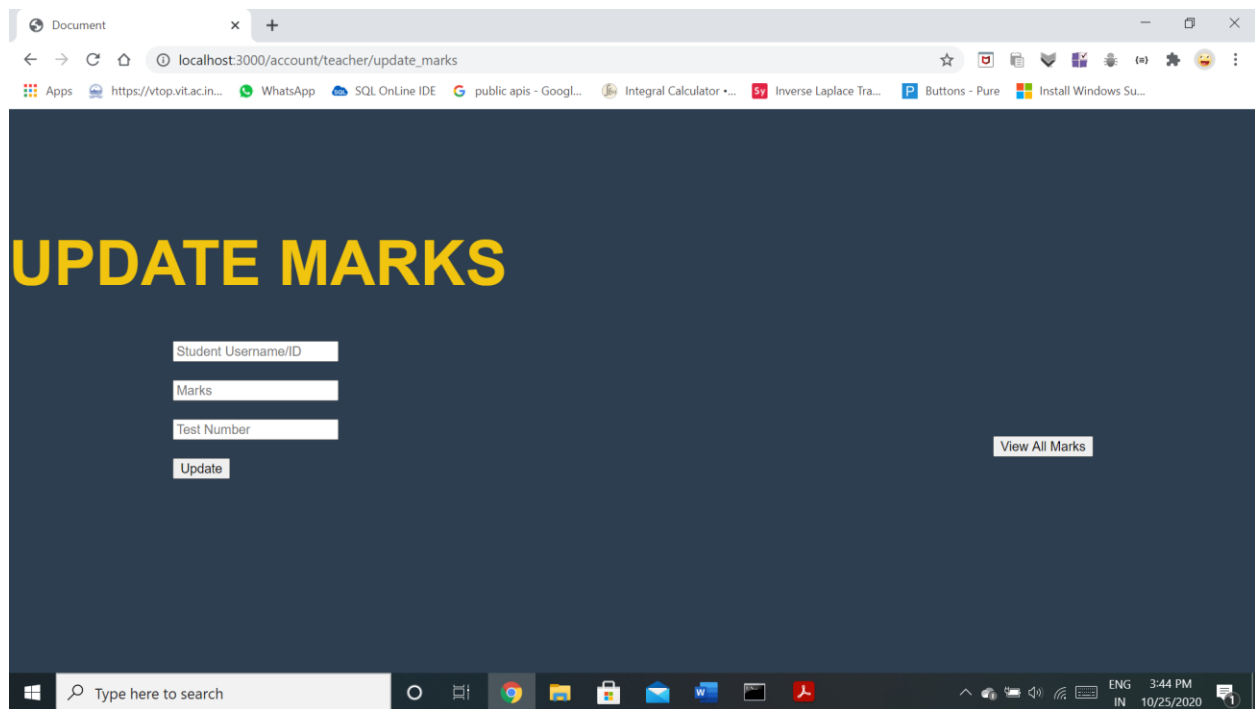 Document
localhost:3000/account/teacher/update_marks
Apps https://vtop.vit.ac.in... WhatsApp SQL OnLine IDE public apis - Googl... Integral Calculator •... Sy Inverse Laplace Tra... P Buttons - Pure Install Windows Su...
UPDATE MARKS
Student Username/ID
Marks
Test Number
View All Marks
Update
Type here to search
ENG 3:44 PM
IN 10/25/2020 1